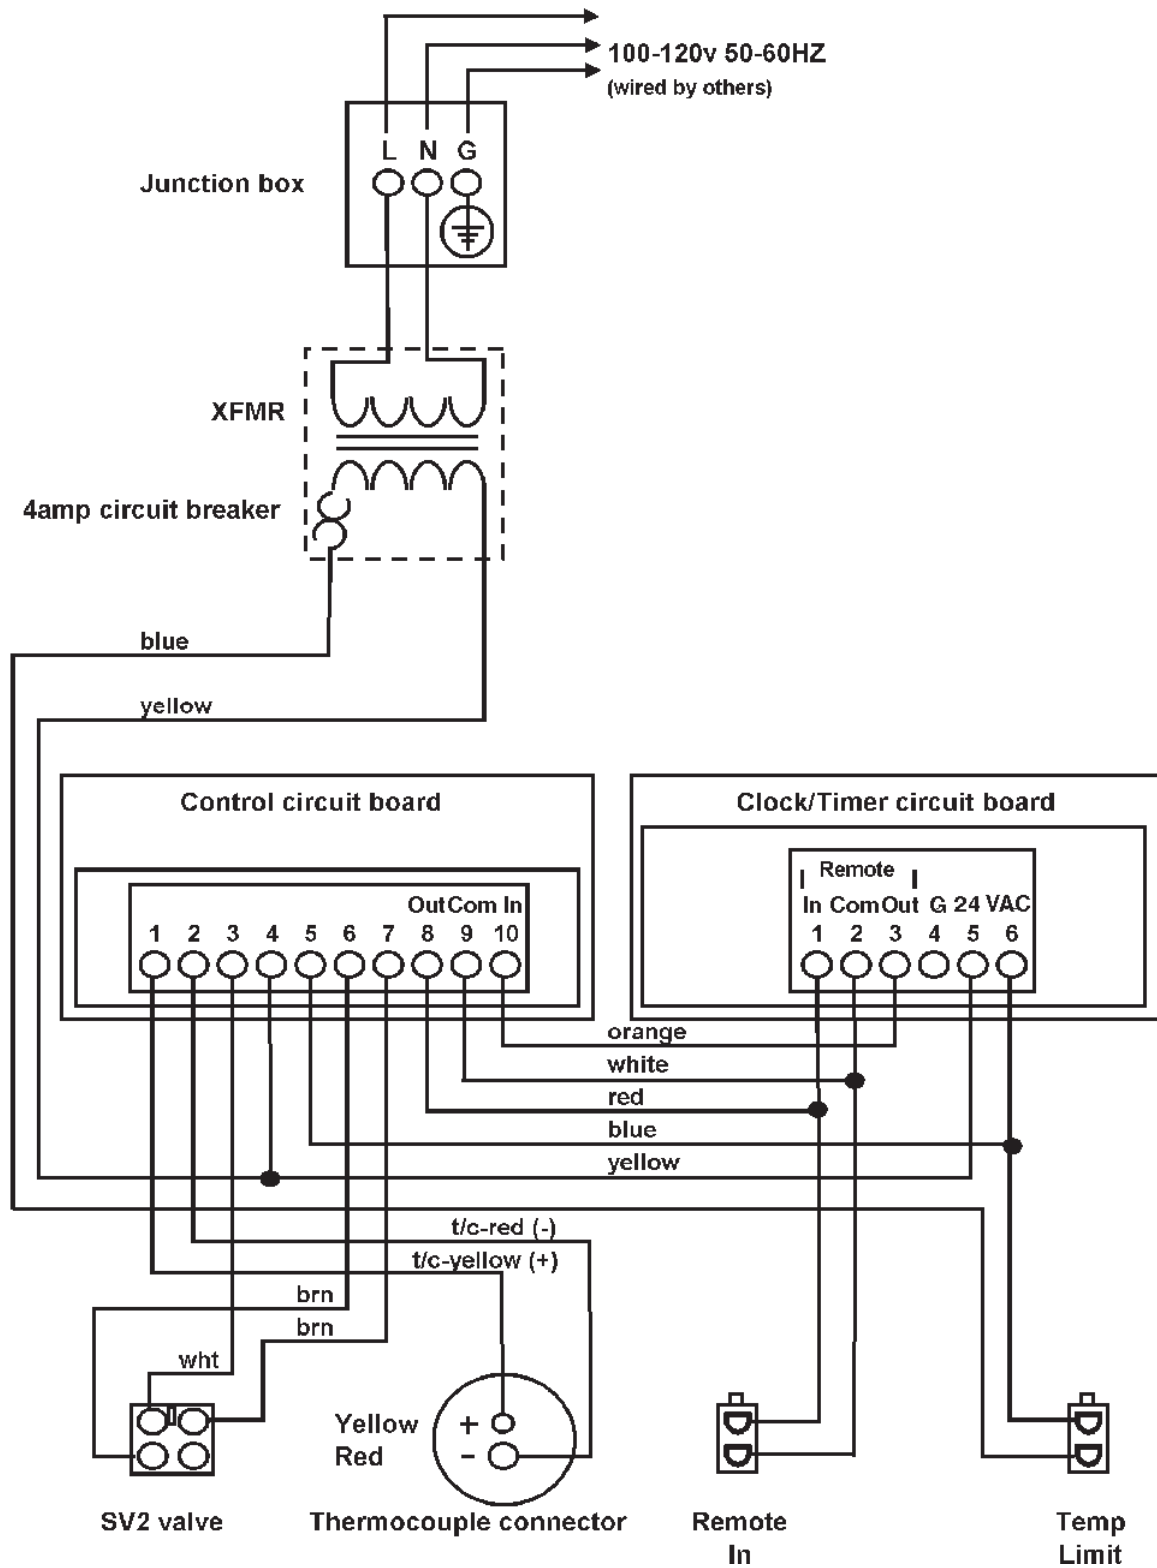 100-120v 50-60HZ
(wired by others)
L N G
Junction box
XFMR
4amp circuit breaker
blue
yellow
Control circuit board
Clock/Timer circuit board
Remote
Out Com In
In Com Out G 24 VAC
1 2 3 4 5 6 7 8 9 10
1 2 3 4 5 6
orange
white
red
blue
yellow
t/c-red (-)
t/c-yellow (+)
brn
brn
wht
Yellow +
Red -
SV2 valve
Thermocouple connector
Remote
In
Temp
Limit